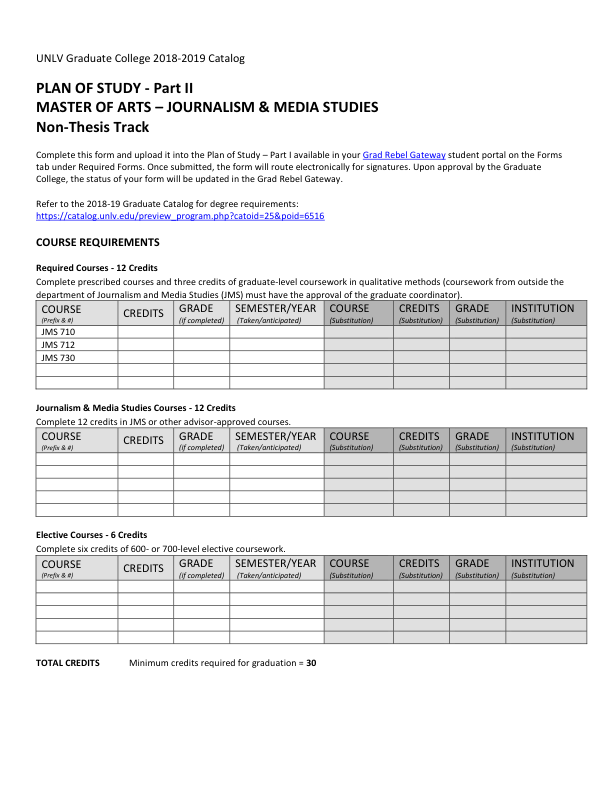 UNLV Graduate College 2018-2019 Catalog
PLAN OF STUDY - Part II
MASTER OF ARTS – JOURNALISM & MEDIA STUDIES
Non-Thesis Track
Complete this form and upload it into the Plan of Study – Part I available in your Grad Rebel Gateway student portal on the Forms
tab under Required Forms. Once submitted, the form will route electronically for signatures. Upon approval by the Graduate
College, the status of your form will be updated in the Grad Rebel Gateway.
Refer to the 2018-19 Graduate Catalog for degree requirements:
https://catalog.unlv.edu/preview_program.php?catoid=25&poid=6516
COURSE REQUIREMENTS
Required Courses - 12 Credits
Complete prescribed courses and three credits of graduate-level coursework in qualitative methods (coursework from outside the
department of Journalism and Media Studies (JMS) must have the approval of the graduate coordinator).
COURSE CREDITS GRADE SEMESTER/YEAR COURSE CREDITS GRADE INSTITUTION
(Prefix & #) (if completed) (Taken/anticipated) (Substitution) (Substitution) (Substitution) (Substitution)
JMS 710
JMS 712
JMS 730
Journalism & Media Studies Courses - 12 Credits
Complete 12 credits in JMS or other advisor-approved courses.
COURSE CREDITS GRADE SEMESTER/YEAR COURSE CREDITS GRADE INSTITUTION
(Prefix & #) (if completed) (Taken/anticipated) (Substitution) (Substitution) (Substitution) (Substitution)
Elective Courses - 6 Credits
Complete six credits of 600- or 700-level elective coursework.
COURSE CREDITS GRADE SEMESTER/YEAR COURSE CREDITS GRADE INSTITUTION
(Prefix & #) (if completed) (Taken/anticipated) (Substitution) (Substitution) (Substitution) (Substitution)
TOTAL CREDITS Minimum credits required for graduation = 30